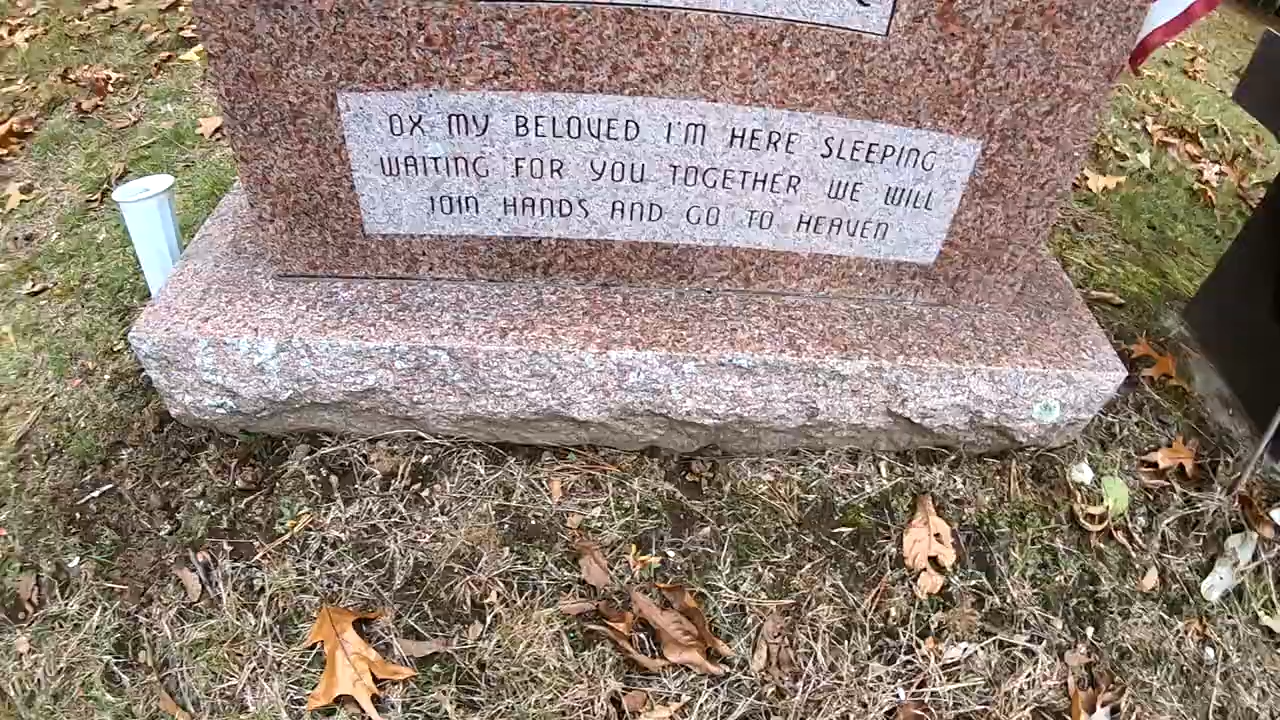 OX MY BELOVED I'M HERE SLEEPING
WAITING FOR YOU TOGETHER WE WILL
JOIN HANDS AND GO TO HEAVEN